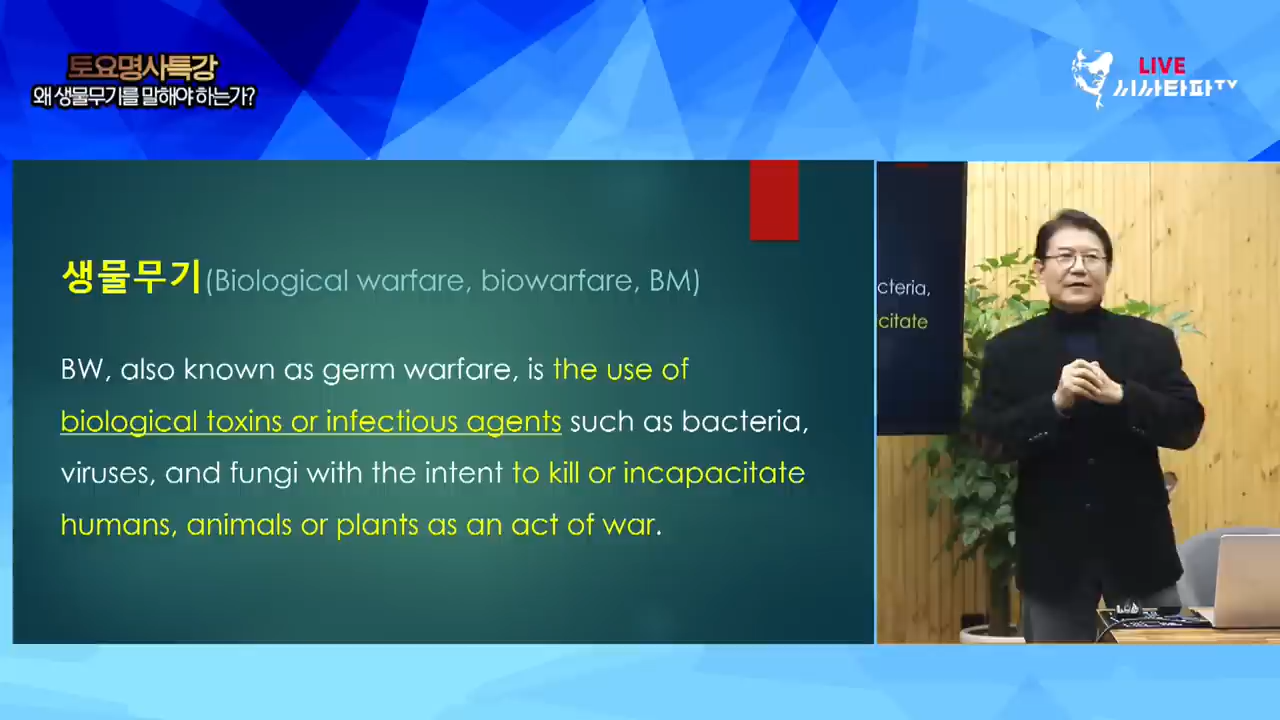 토요명사특강
왜 생물무기를 말해야 하는가?
LIVE
시사타파TV
생물무기(Biological warfare, biowarfare, BM)
BW, also known as germ warfare, is the use of
biological toxins or infectious agents such as bacteria,
viruses, and fungi with the intent to kill or incapacitate
humans, animals or plants as an act of war.
cteria,
citate